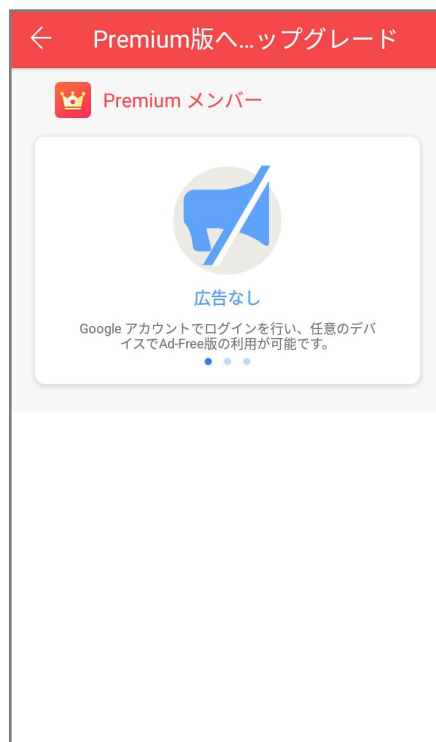 Premium版へ...ップグレード
Premium メンバー
広告なし
Google アカウントでログインを行い、任意のデバ
イスでAd-Free版の利用が可能です。